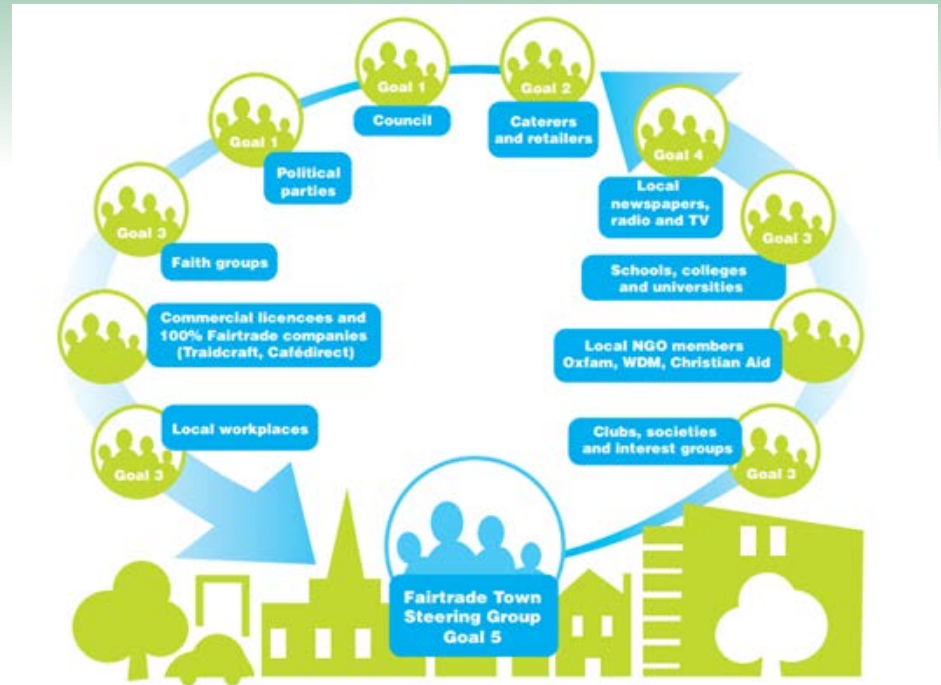 Goal 1
Council
Goal 2
Caterers
and retailers
Goal 1
Political
parties
Goal 4
Local
newspapers,
radio and TV
Goal 3
Faith groups
Goal 3
Schools, colleges
and universities
Commercial licencees and
100% Fairtrade companies
(Traidcraft, Cafédirect)
Local NGO members
Oxfam, WDM, Christian Aid
Goal 3
Local workplaces
Goal 3
Clubs, societies
and interest groups
Fairtrade Town
Steering Group
Goal 5